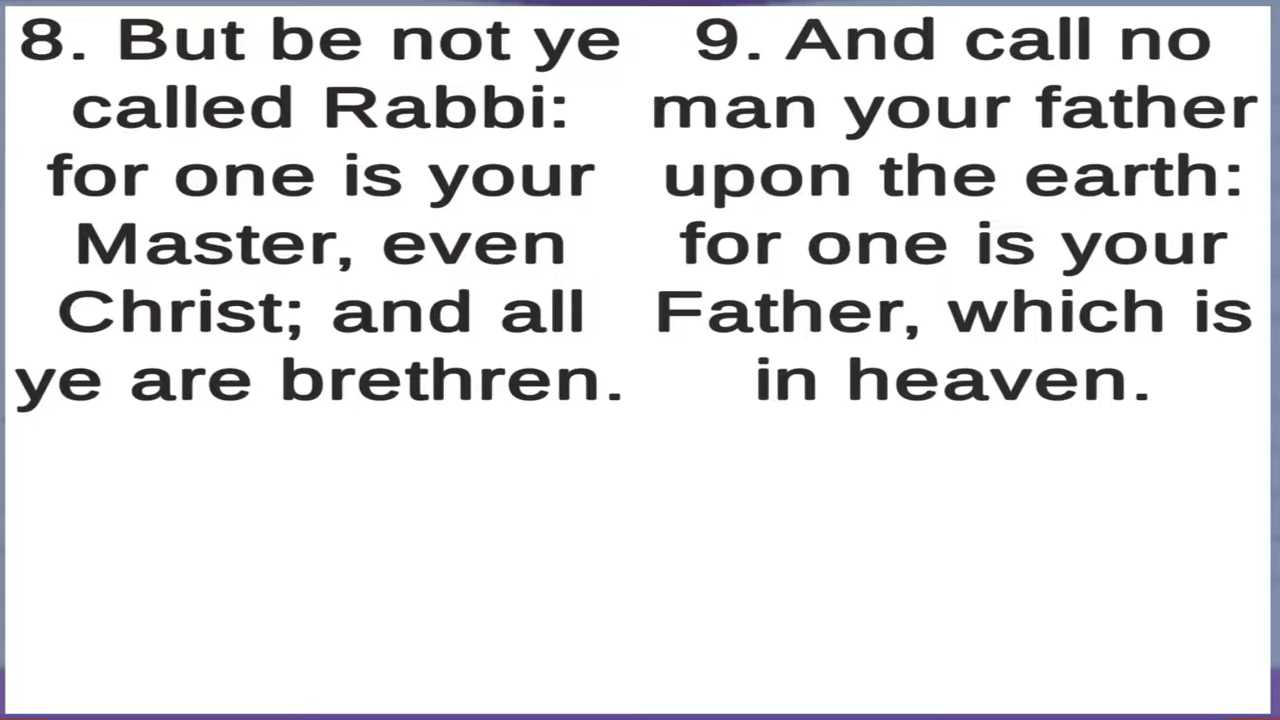 8. But be not ye
called Rabbi:
for one is your
Master, even
Christ; and all
ye are brethren.
9. And call no
man your father
upon the earth:
for one is your
Father, which is
in heaven.